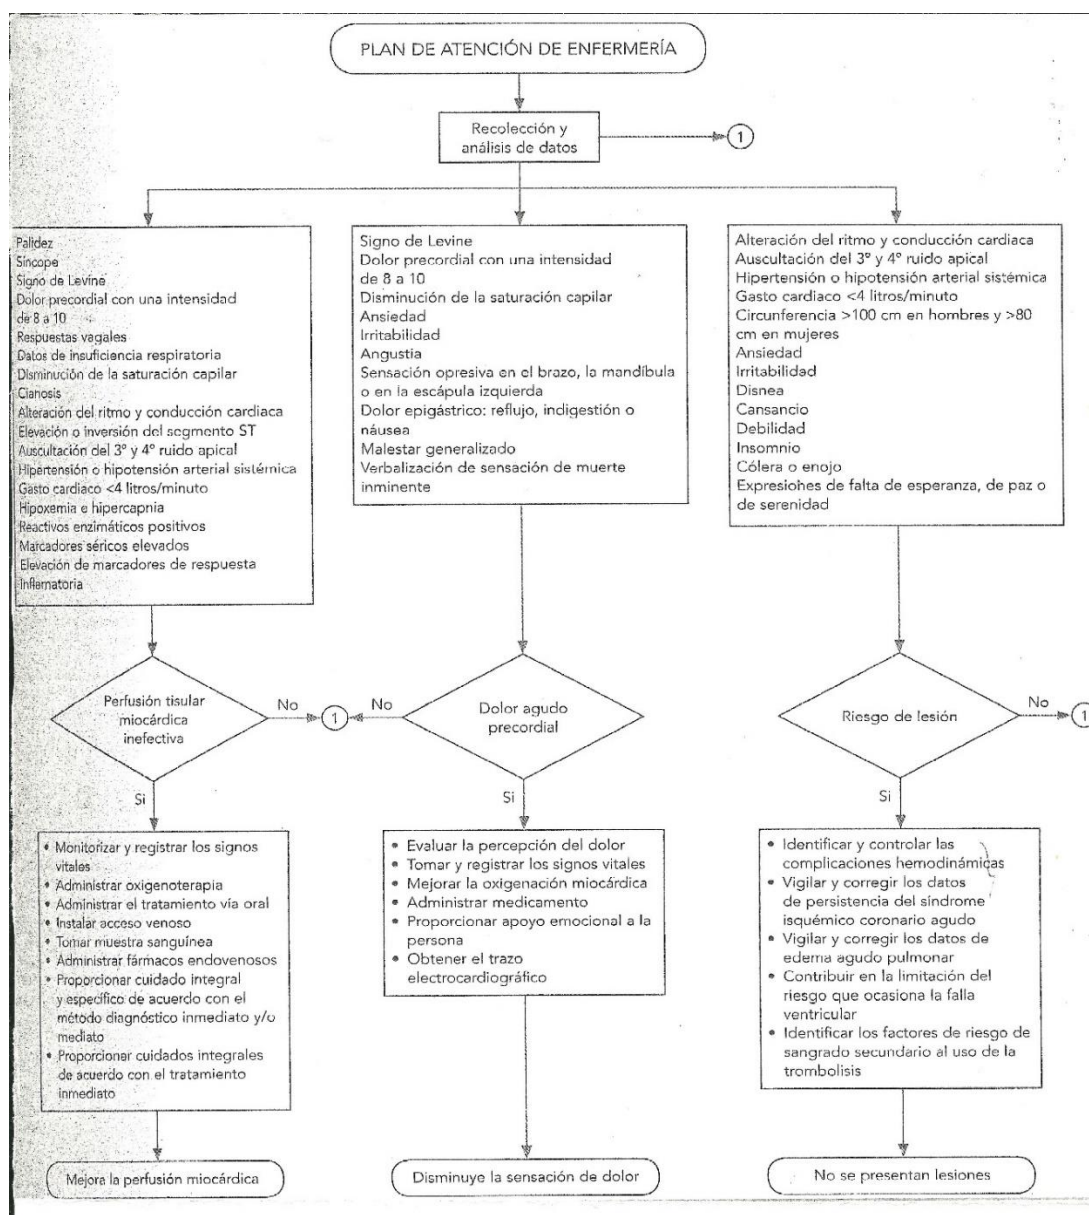 PLAN DE ATENCIÓN DE ENFERMERÍA
Recolección y
análisis de datos
1
Palidez
Síncope
Signo de Levine
Dolor precordial con una intensidad
de 8 a 10
Respuestas vagales
Datos de insuficiencia respiratoria
Disminución de la saturación capilar
Cianosis
Alteración del ritmo y conducción cardiaca
Elevación o inversión del segmento ST
Auscultación del 3º y 4º ruido apical
Hipertensión o hipotensión arterial sistémica
Gasto cardiaco <4 litros/minuto
Hipoxemia e hipercapnia
Reactivos enzimáticos positivos
Marcadores séricos elevados
Elevación de marcadores de respuesta
Inflamatoria
Signo de Levine
Dolor precordial con una intensidad
de 8 a 10
Disminución de la saturación capilar
Ansiedad
Irritabilidad
Angustia
Sensación opresiva en el brazo, la mandíbula
o en la escápula izquierda
Dolor epigástrico: reflujo, indigestión o
náusea
Malestar generalizado
Verbalización de sensación de muerte
inminente
Alteración del ritmo y conducción cardiaca
Auscultación del 3º y 4º ruido apical
Hipertensión o hipotensión arterial sistémica
Gasto cardiaco <4 litros/minuto
Circunferencia >100 cm en hombres y >80
cm en mujeres
Ansiedad
Irritabilidad
Disnea
Cansancio
Debilidad
Insomnio
Cólera o enojo
Expresiones de falta de esperanza, de paz o
de serenidad
Perfusión tisular
miocárdica
inefectiva
No
1
No
Dolor agudo
precordial
Riesgo de lesión
No
1
Si
Si
Si
• Monitorizar y registrar los signos
vitales
• Administrar oxigenoterapia
• Administrar el tratamiento vía oral
• Instalar acceso venoso
• Tomar muestra sanguínea
• Administrar fármacos endovenosos
• Proporcionar cuidado integral
y específico de acuerdo con el
método diagnóstico inmediato y/o
mediato
• Proporcionar cuidados integrales
de acuerdo con el tratamiento
inmediato
• Evaluar la percepción del dolor
• Tomar y registrar los signos vitales
• Mejorar la oxigenación miocárdica
• Administrar medicamento
• Proporcionar apoyo emocional a la
persona
• Obtener el trazo
electrocardiográfico
• Identificar y controlar las
complicaciones hemodinámicas
• Vigilar y corregir los datos
de persistencia del síndrome
isquémico coronario agudo
• Vigilar y corregir los datos de
edema agudo pulmonar
• Contribuir en la limitación del
riesgo que ocasiona la falla
ventricular
• Identificar los factores de riesgo de
sangrado secundario al uso de la
trombolisis
Mejora la perfusión miocárdica
Disminuye la sensación de dolor
No se presentan lesiones